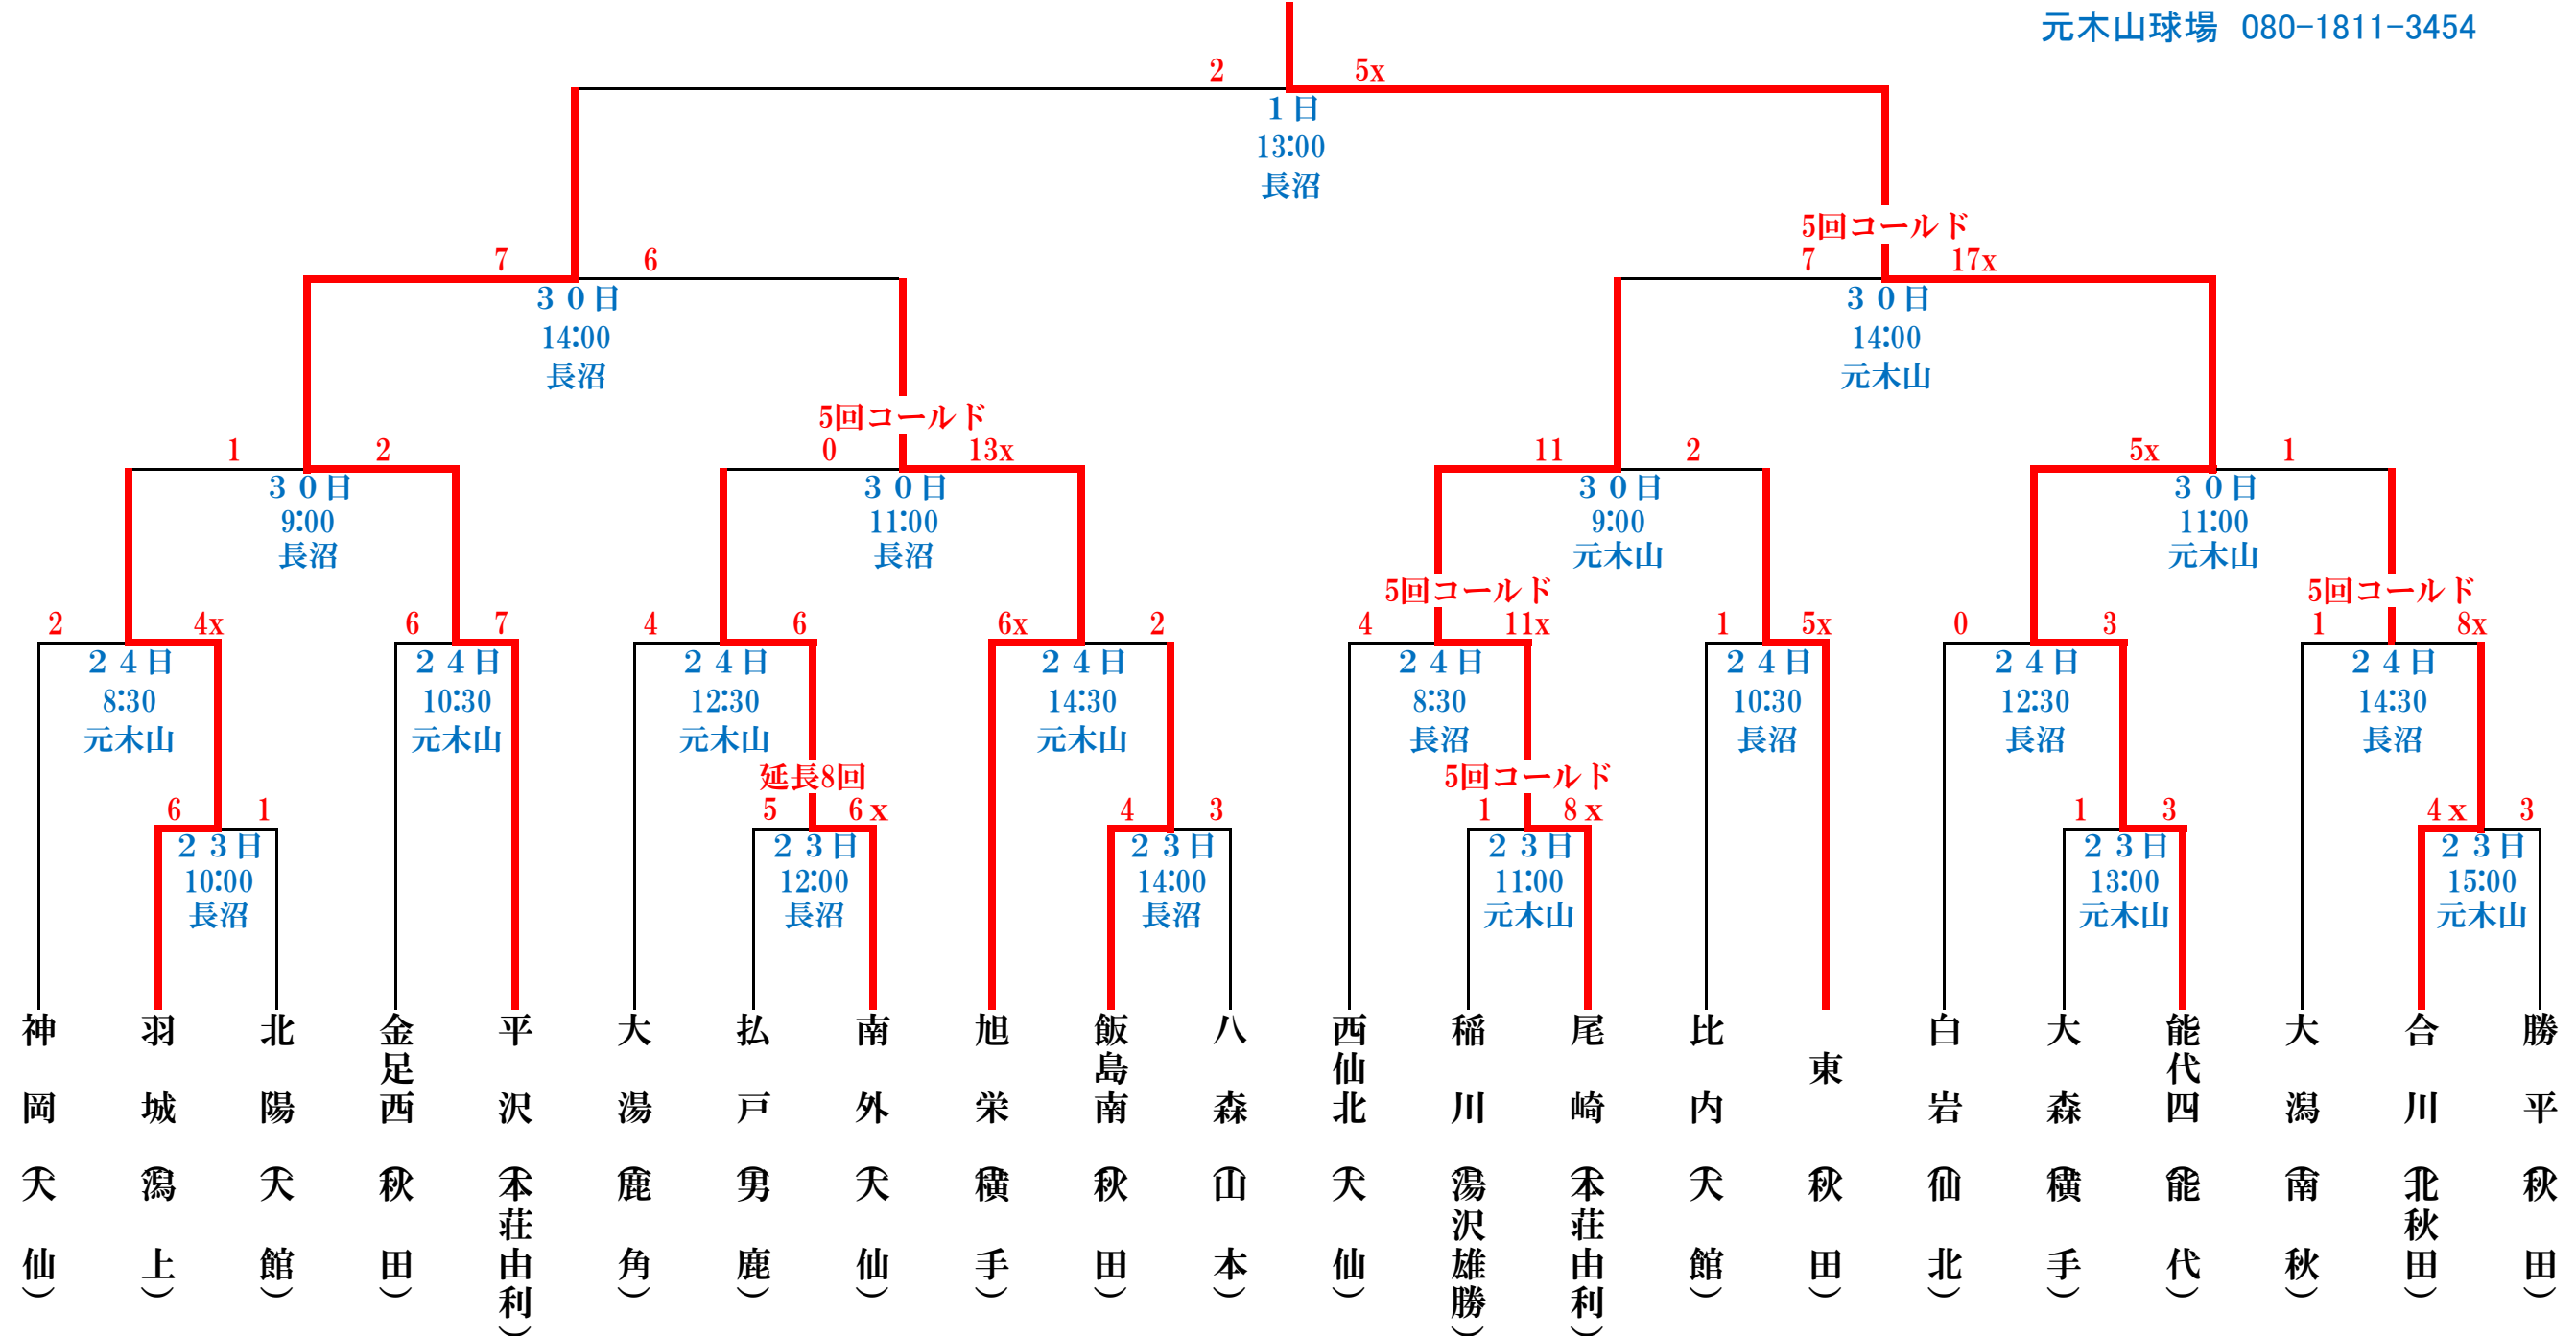 元木山球場 080-1811-3454
2 5x
1日
13:00
長沼
5回コールド
7 6 7 17x
30日 30日
14:00 14:00
長沼 元木山
5回コールド
1 2 0 13x 11 2 5x 1
30日 30日 30日 30日
9:00 11:00 9:00 11:00
長沼 長沼 元木山 元木山
5回コールド 5回コールド
2 4x 6 7 4 6 6x 2 4 11x 1 5x 0 3 1 8x
24日 24日 24日 24日 24日 24日 24日 24日
8:30 10:30 12:30 14:30 8:30 10:30 12:30 14:30
元木山 元木山 元木山 元木山 長沼 長沼 長沼 長沼
延長8回 5回コールド
6 1 5 6x 4 3 1 8x 1 3 4x 3
23日 23日 23日 23日 23日 23日
10:00 12:00 14:00 11:00 13:00 15:00
長沼 長沼 長沼 元木山 元木山 元木山
神岡（大仙）
羽城（潟上）
北陽（大館）
金足西（秋田）
平沢（本荘由利）
大湯（鹿角）
払戸（男鹿）
南外（大仙）
旭栄（横手）
飯島南（秋田）
八森（山本）
西仙北（大仙）
稲川（湯沢雄勝）
尾崎（本荘由利）
比内（大館）
東（秋田）
白岩（仙北）
大森（横手）
能代四（能代）
大潟（南秋）
合川（北秋田）
勝平（秋田）